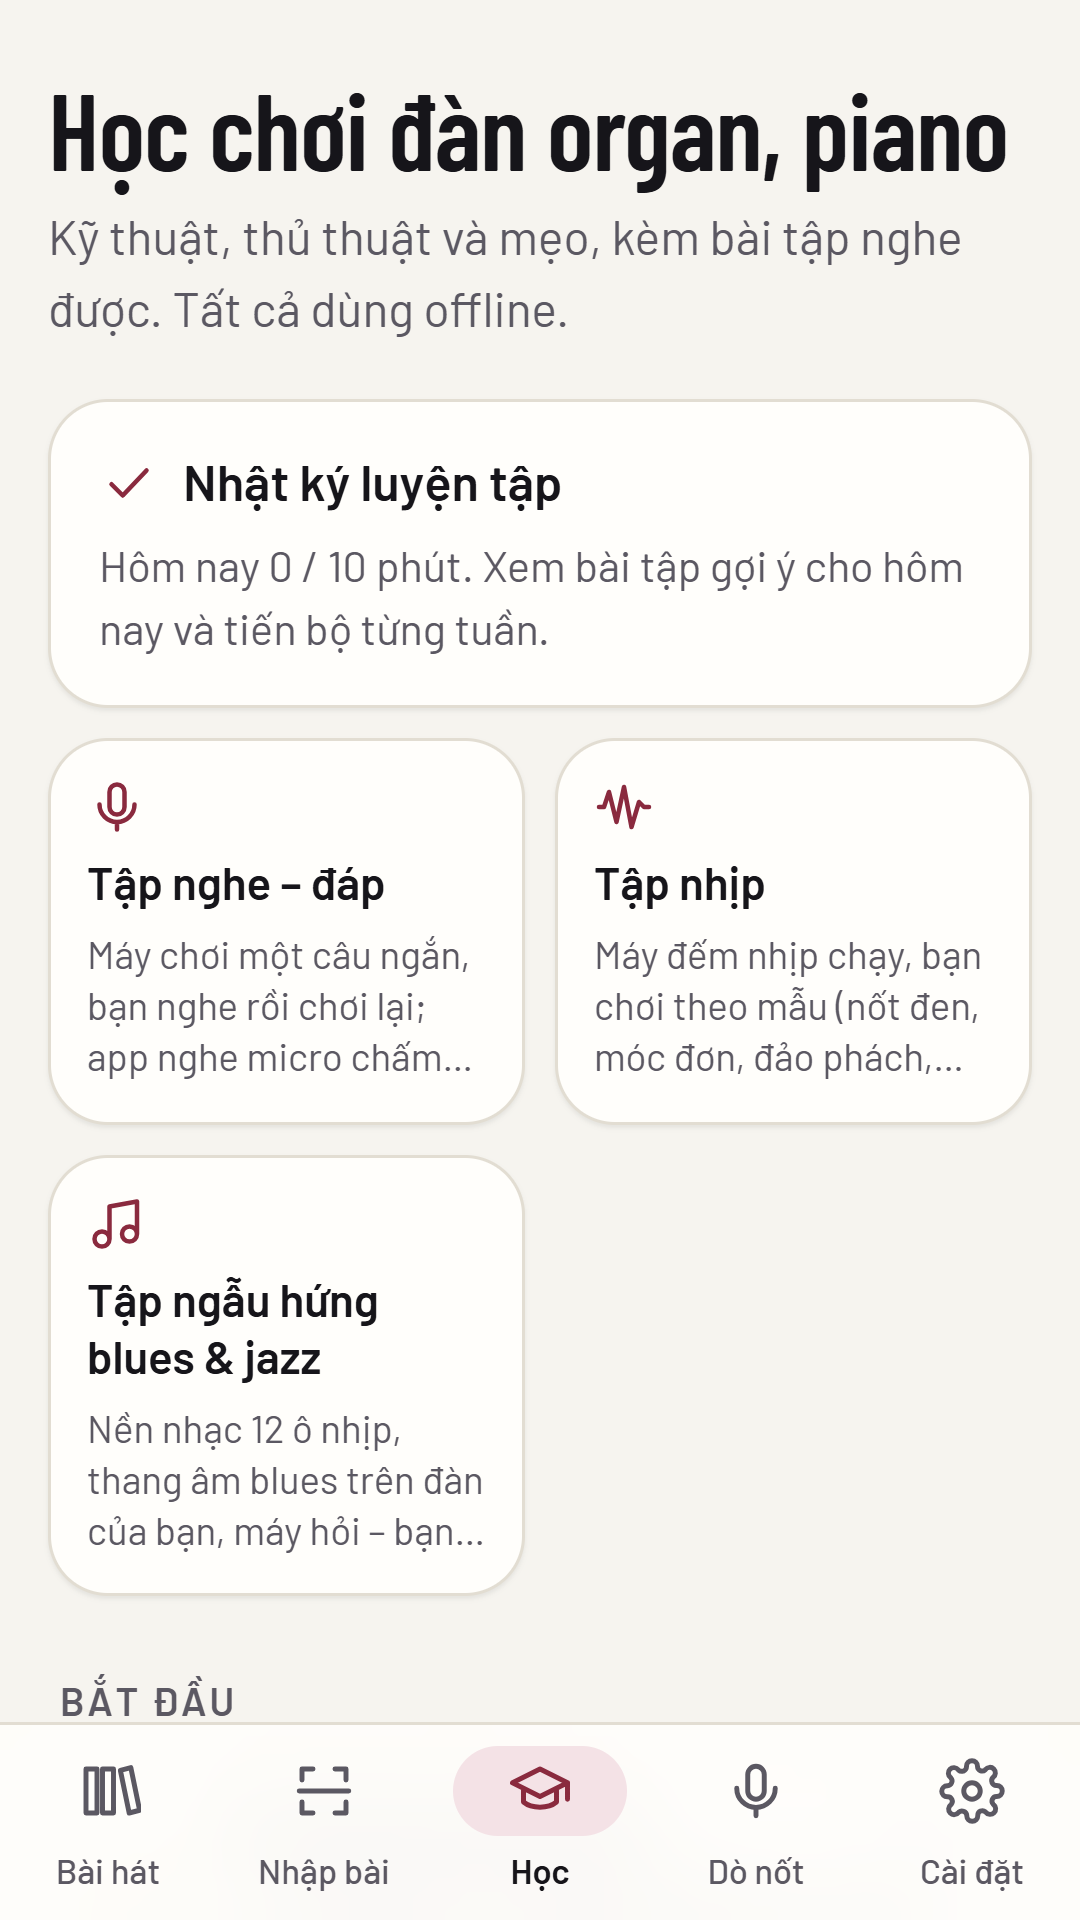 Học chơi đàn organ, piano
Kỹ thuật, thủ thuật và mẹo, kèm bài tập nghe
được. Tất cả dùng offline.
Nhật ký luyện tập
Hôm nay 0 / 10 phút. Xem bài tập gợi ý cho hôm
nay và tiến bộ từng tuần.
Tập nghe – đáp
Máy chơi một câu ngắn,
bạn nghe rồi chơi lại;
app nghe micro chấm...
Tập nhịp
Máy đếm nhịp chạy, bạn
chơi theo mẫu (nốt đen,
móc đơn, đảo phách,...
Tập ngẫu hứng
blues & jazz
Nền nhạc 12 ô nhịp,
thang âm blues trên đàn
của bạn, máy hỏi – bạn...
BẮT ĐẦU
Bài hát
Nhập bài
Học
Dò nốt
Cài đặt